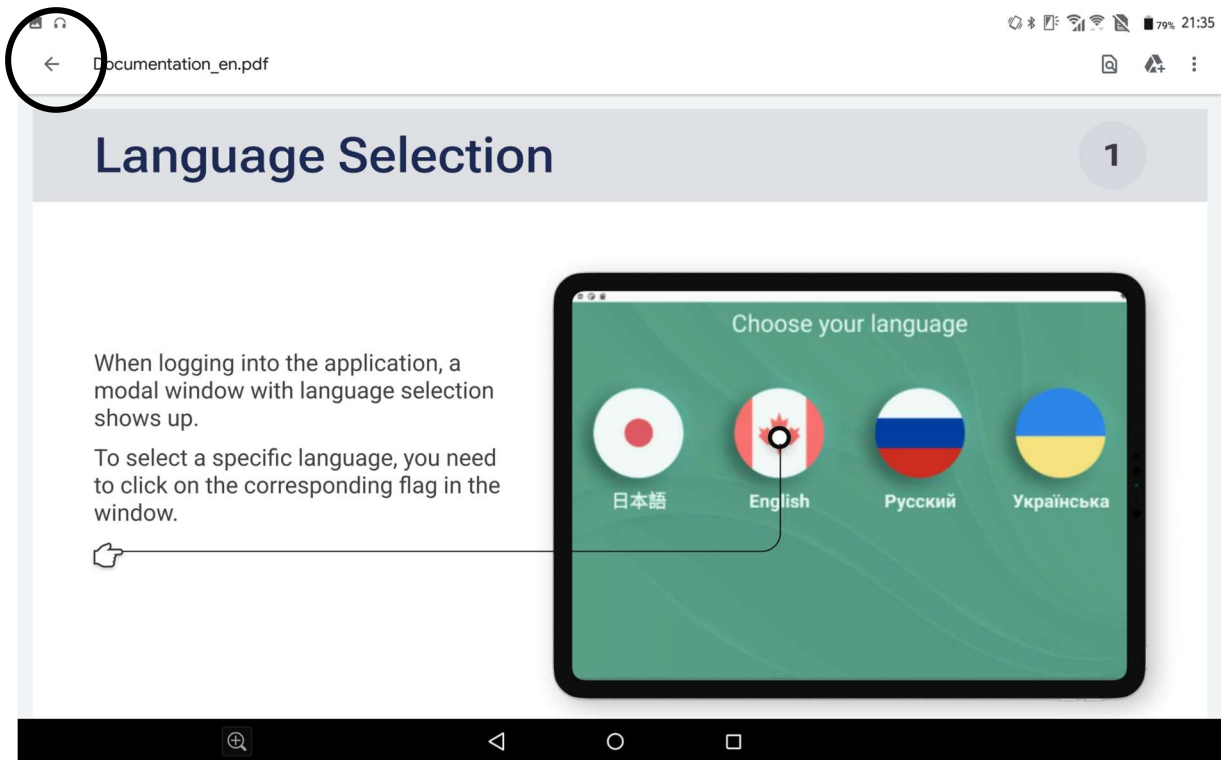 79% 21:35
Documentation_en.pdf
Language Selection
1
When logging into the application, a
modal window with language selection
shows up.
To select a specific language, you need
to click on the corresponding flag in the
window.
Choose your language
日本語 English Русский Українська